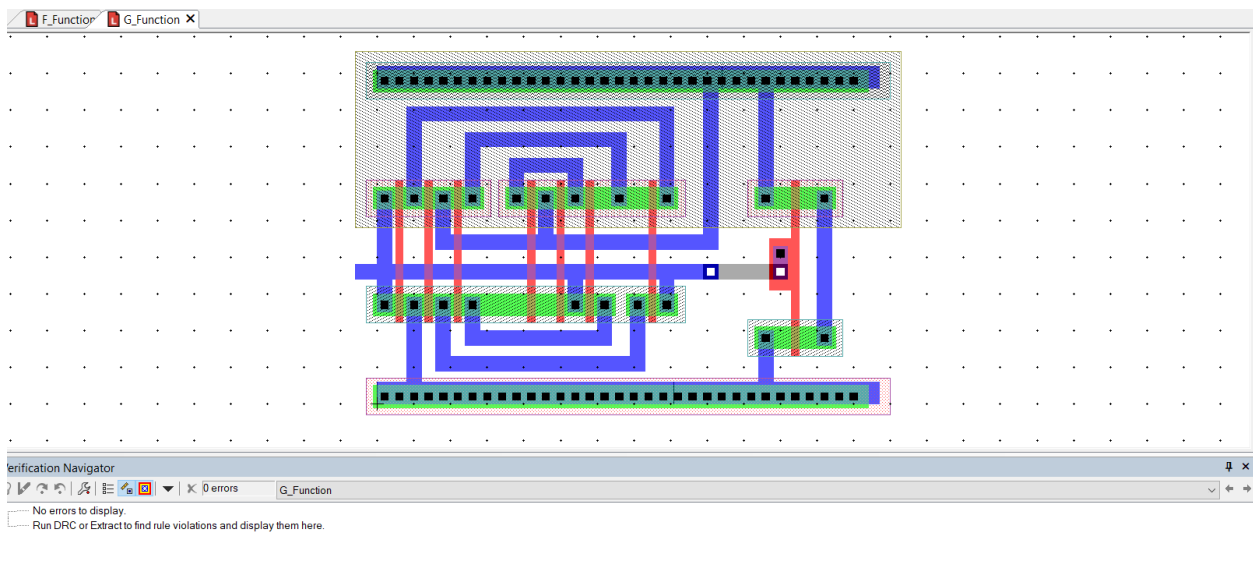 F_Function G_Function
erification Navigator
0 errors G_Function
No errors to display.
Run DRC or Extract to find rule violations and display them here.